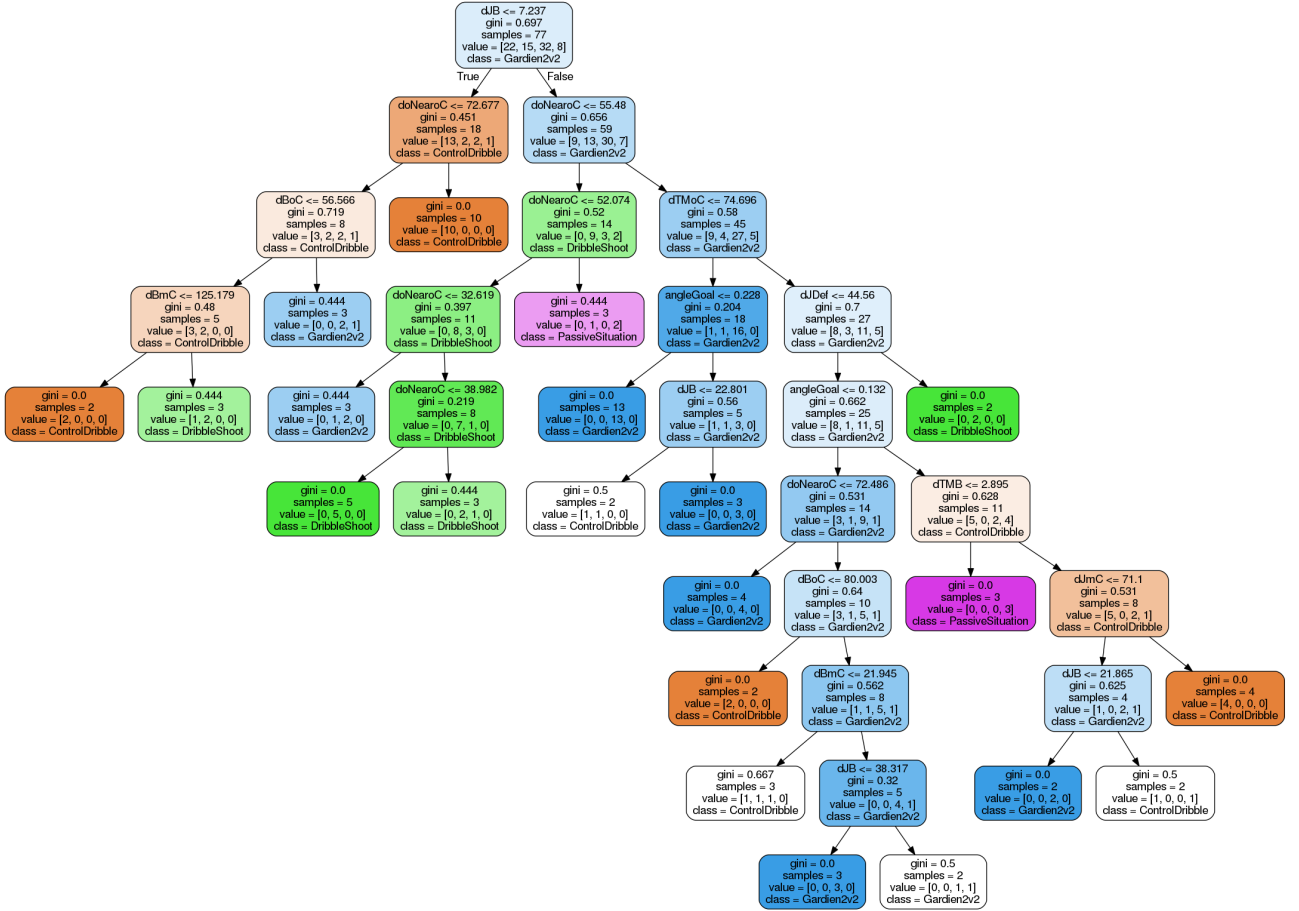 dJB <= 7.237
gini = 0.697
samples = 77
value = [22, 15, 32, 8]
class = Gardien2v2
True
False
doNearoC <= 72.677
gini = 0.451
samples = 18
value = [13, 2, 2, 1]
class = ControlDribble
doNearoC <= 55.48
gini = 0.656
samples = 59
value = [9, 13, 30, 7]
class = Gardien2v2
dBoC <= 56.566
gini = 0.719
samples = 8
value = [3, 2, 2, 1]
class = ControlDribble
gini = 0.0
samples = 10
value = [10, 0, 0, 0]
class = ControlDribble
doNearoC <= 52.074
gini = 0.52
samples = 14
value = [0, 9, 3, 2]
class = DribbleShoot
dTMoC <= 74.696
gini = 0.58
samples = 45
value = [9, 4, 27, 5]
class = Gardien2v2
dBmC <= 125.179
gini = 0.48
samples = 5
value = [3, 2, 0, 0]
class = ControlDribble
gini = 0.444
samples = 3
value = [0, 0, 2, 1]
class = Gardien2v2
doNearoC <= 32.619
gini = 0.397
samples = 11
value = [0, 8, 3, 0]
class = DribbleShoot
gini = 0.444
samples = 3
value = [0, 1, 0, 2]
class = PassiveSituation
angleGoal <= 0.228
gini = 0.204
samples = 18
value = [1, 1, 16, 0]
class = Gardien2v2
dJDef <= 44.56
gini = 0.7
samples = 27
value = [8, 3, 11, 5]
class = Gardien2v2
gini = 0.0
samples = 2
value = [2, 0, 0, 0]
class = ControlDribble
gini = 0.444
samples = 3
value = [1, 2, 0, 0]
class = DribbleShoot
gini = 0.444
samples = 3
value = [0, 1, 2, 0]
class = Gardien2v2
doNearoC <= 38.982
gini = 0.219
samples = 8
value = [0, 7, 1, 0]
class = DribbleShoot
gini = 0.0
samples = 13
value = [0, 0, 13, 0]
class = Gardien2v2
dJB <= 22.801
gini = 0.56
samples = 5
value = [1, 1, 3, 0]
class = Gardien2v2
angleGoal <= 0.132
gini = 0.662
samples = 25
value = [8, 1, 11, 5]
class = Gardien2v2
gini = 0.0
samples = 2
value = [0, 2, 0, 0]
class = DribbleShoot
gini = 0.0
samples = 5
value = [0, 5, 0, 0]
class = DribbleShoot
gini = 0.444
samples = 3
value = [0, 2, 1, 0]
class = DribbleShoot
gini = 0.5
samples = 2
value = [1, 1, 0, 0]
class = ControlDribble
gini = 0.0
samples = 3
value = [0, 0, 3, 0]
class = Gardien2v2
doNearoC <= 72.486
gini = 0.531
samples = 14
value = [3, 1, 9, 1]
class = Gardien2v2
dTMB <= 2.895
gini = 0.628
samples = 11
value = [5, 0, 2, 4]
class = ControlDribble
gini = 0.0
samples = 4
value = [0, 0, 4, 0]
class = Gardien2v2
dBoC <= 80.003
gini = 0.64
samples = 10
value = [3, 1, 5, 1]
class = Gardien2v2
gini = 0.0
samples = 3
value = [0, 0, 0, 3]
class = PassiveSituation
dJmC <= 71.1
gini = 0.531
samples = 8
value = [5, 0, 2, 1]
class = ControlDribble
gini = 0.0
samples = 2
value = [2, 0, 0, 0]
class = ControlDribble
dBmC <= 21.945
gini = 0.562
samples = 8
value = [1, 1, 5, 1]
class = Gardien2v2
dJB <= 21.865
gini = 0.625
samples = 4
value = [1, 0, 2, 1]
class = Gardien2v2
gini = 0.0
samples = 4
value = [4, 0, 0, 0]
class = ControlDribble
gini = 0.667
samples = 3
value = [1, 1, 1, 0]
class = ControlDribble
dJB <= 38.317
gini = 0.32
samples = 5
value = [0, 0, 4, 1]
class = Gardien2v2
gini = 0.0
samples = 2
value = [0, 0, 2, 0]
class = Gardien2v2
gini = 0.5
samples = 2
value = [1, 0, 0, 1]
class = ControlDribble
gini = 0.0
samples = 3
value = [0, 0, 3, 0]
class = Gardien2v2
gini = 0.5
samples = 2
value = [0, 0, 1, 1]
class = Gardien2v2